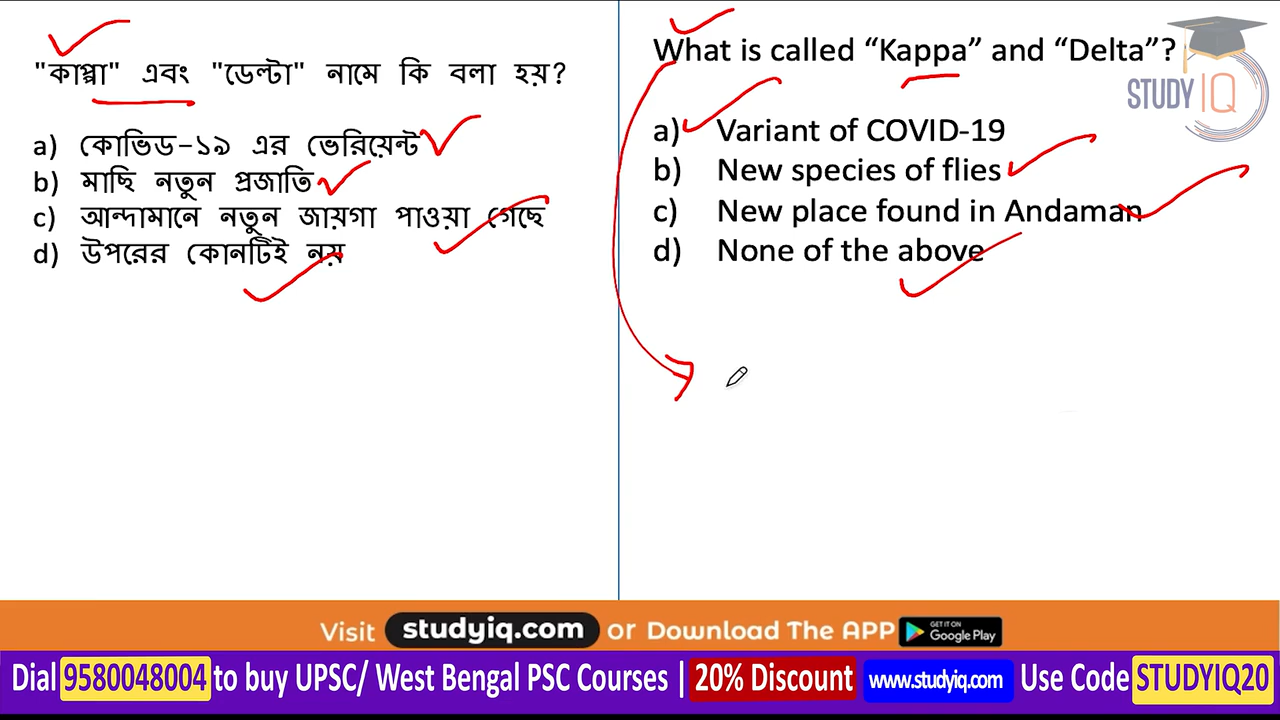 "কাপ্পা" এবং "ডেল্টা" নামে কি বলা হয়?
a) কোভিড-১৯ এর ভেরিয়েন্ট
b) মাছি নতুন প্রজাতি
c) আন্দামানে নতুন জায়গা পাওয়া গেছে
d) উপরের কোনটিই নয়
What is called “Kappa” and “Delta”?
a) Variant of COVID-19
b) New species of flies
c) New place found in Andaman
d) None of the above
STUDY IQ
Visit studyiq.com or Download The APP GET IT ON Google Play
Dial 9580048004 to buy UPSC/ West Bengal PSC Courses | 20% Discount www.studyiq.com Use Code STUDYIQ20